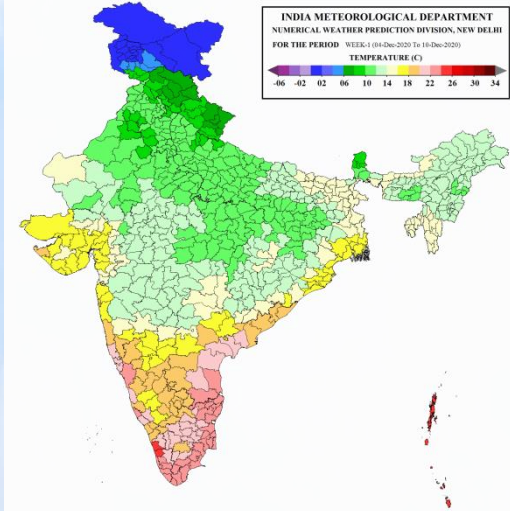 INDIA METEOROLOGICAL DEPARTMENT
NUMERICAL WEATHER PREDICTION DIVISION, NEW DELHI
FOR THE PERIOD WEEK-1 (04-Dec-2020 To 10-Dec-2020)
TEMPERATURE (C)
-06 -02 02 06 10 14 18 22 26 30 34